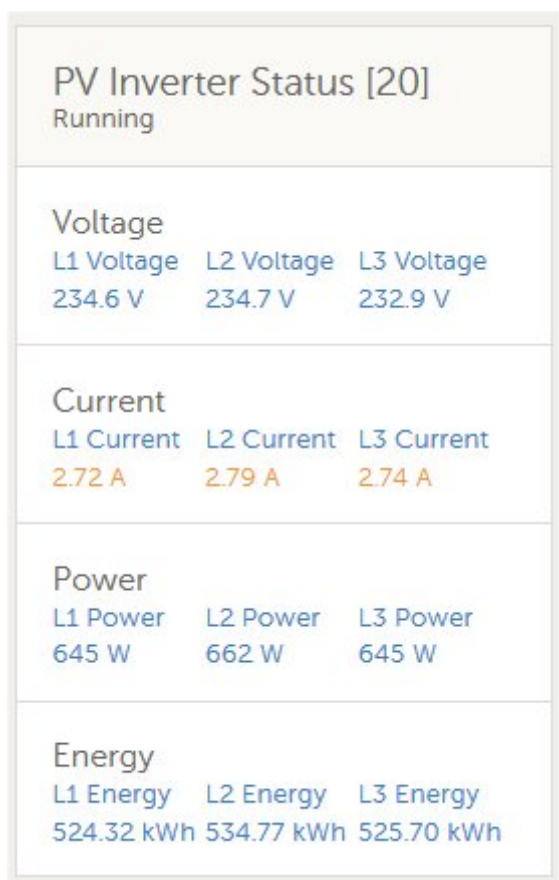 PV Inverter Status [20]
Running
Voltage
L1 Voltage L2 Voltage L3 Voltage
234.6 V 234.7 V 232.9 V
Current
L1 Current L2 Current L3 Current
2.72 A 2.79 A 2.74 A
Power
L1 Power L2 Power L3 Power
645 W 662 W 645 W
Energy
L1 Energy L2 Energy L3 Energy
524.32 kWh 534.77 kWh 525.70 kWh